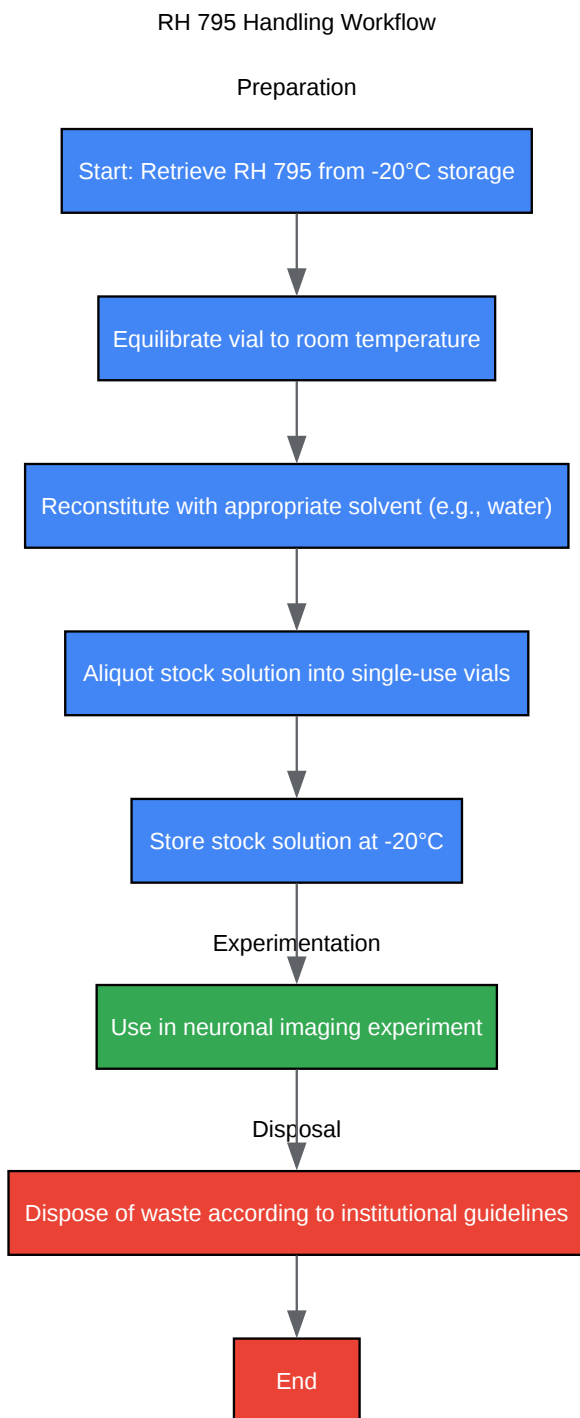 RH 795 Handling Workflow
Preparation
Start: Retrieve RH 795 from -20°C storage
Equilibrate vial to room temperature
Reconstitute with appropriate solvent (e.g., water)
Aliquot stock solution into single-use vials
Store stock solution at -20°C
Experimentation
Use in neuronal imaging experiment
Disposal
Dispose of waste according to institutional guidelines
End